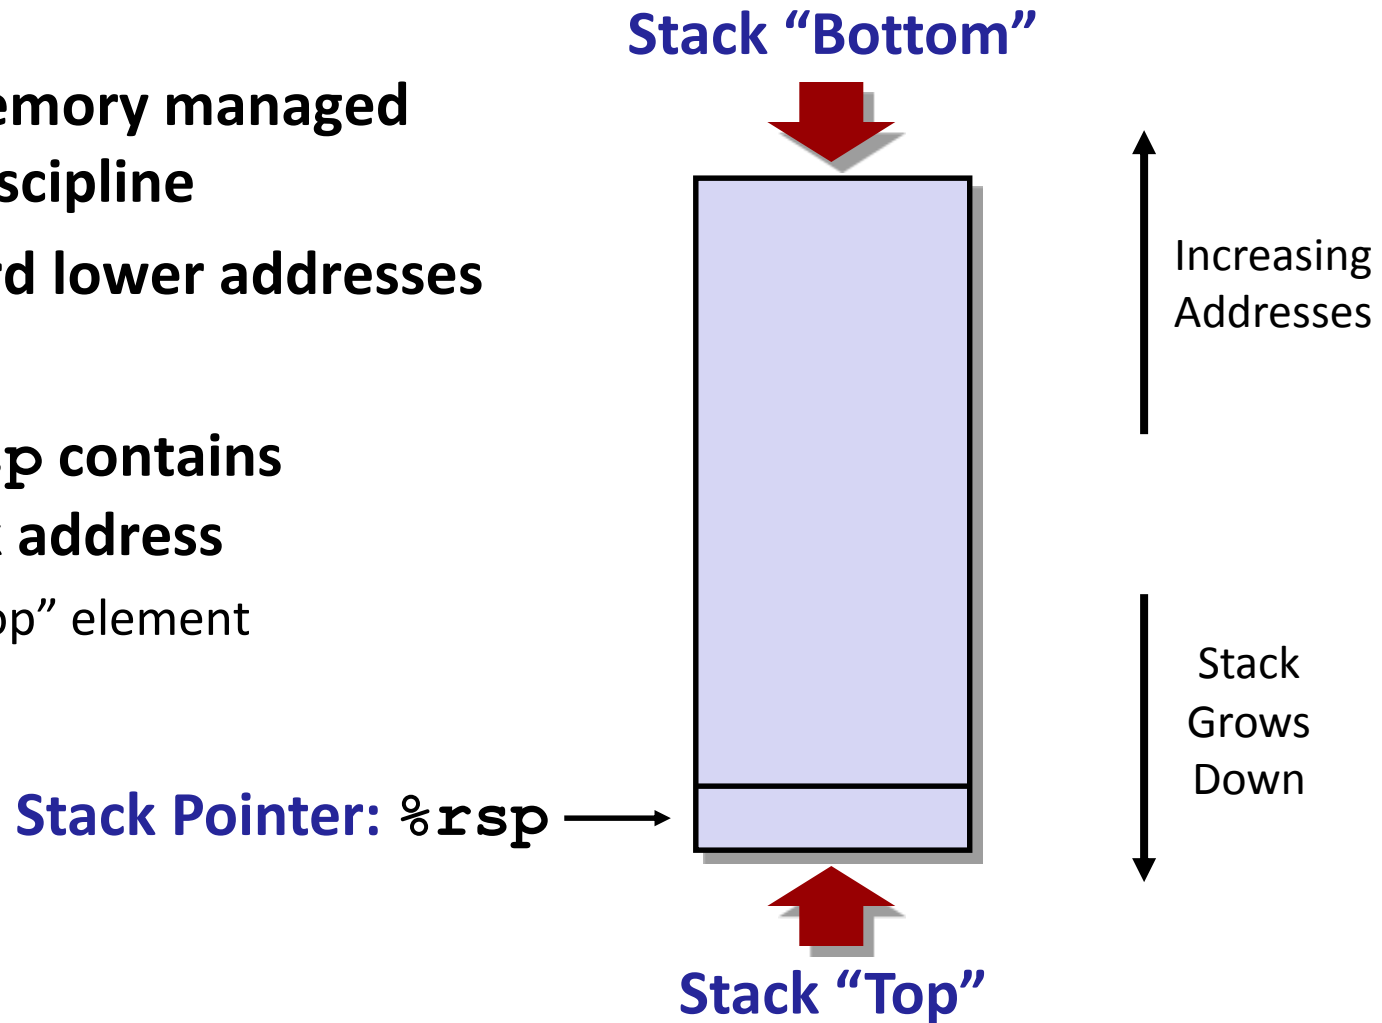 Stack “Bottom”
emory managed
scipline
rd lower addresses
Increasing
Addresses
p contains
address
op” element
Stack
Grows
Down
Stack Pointer: %rsp
Stack “Top”